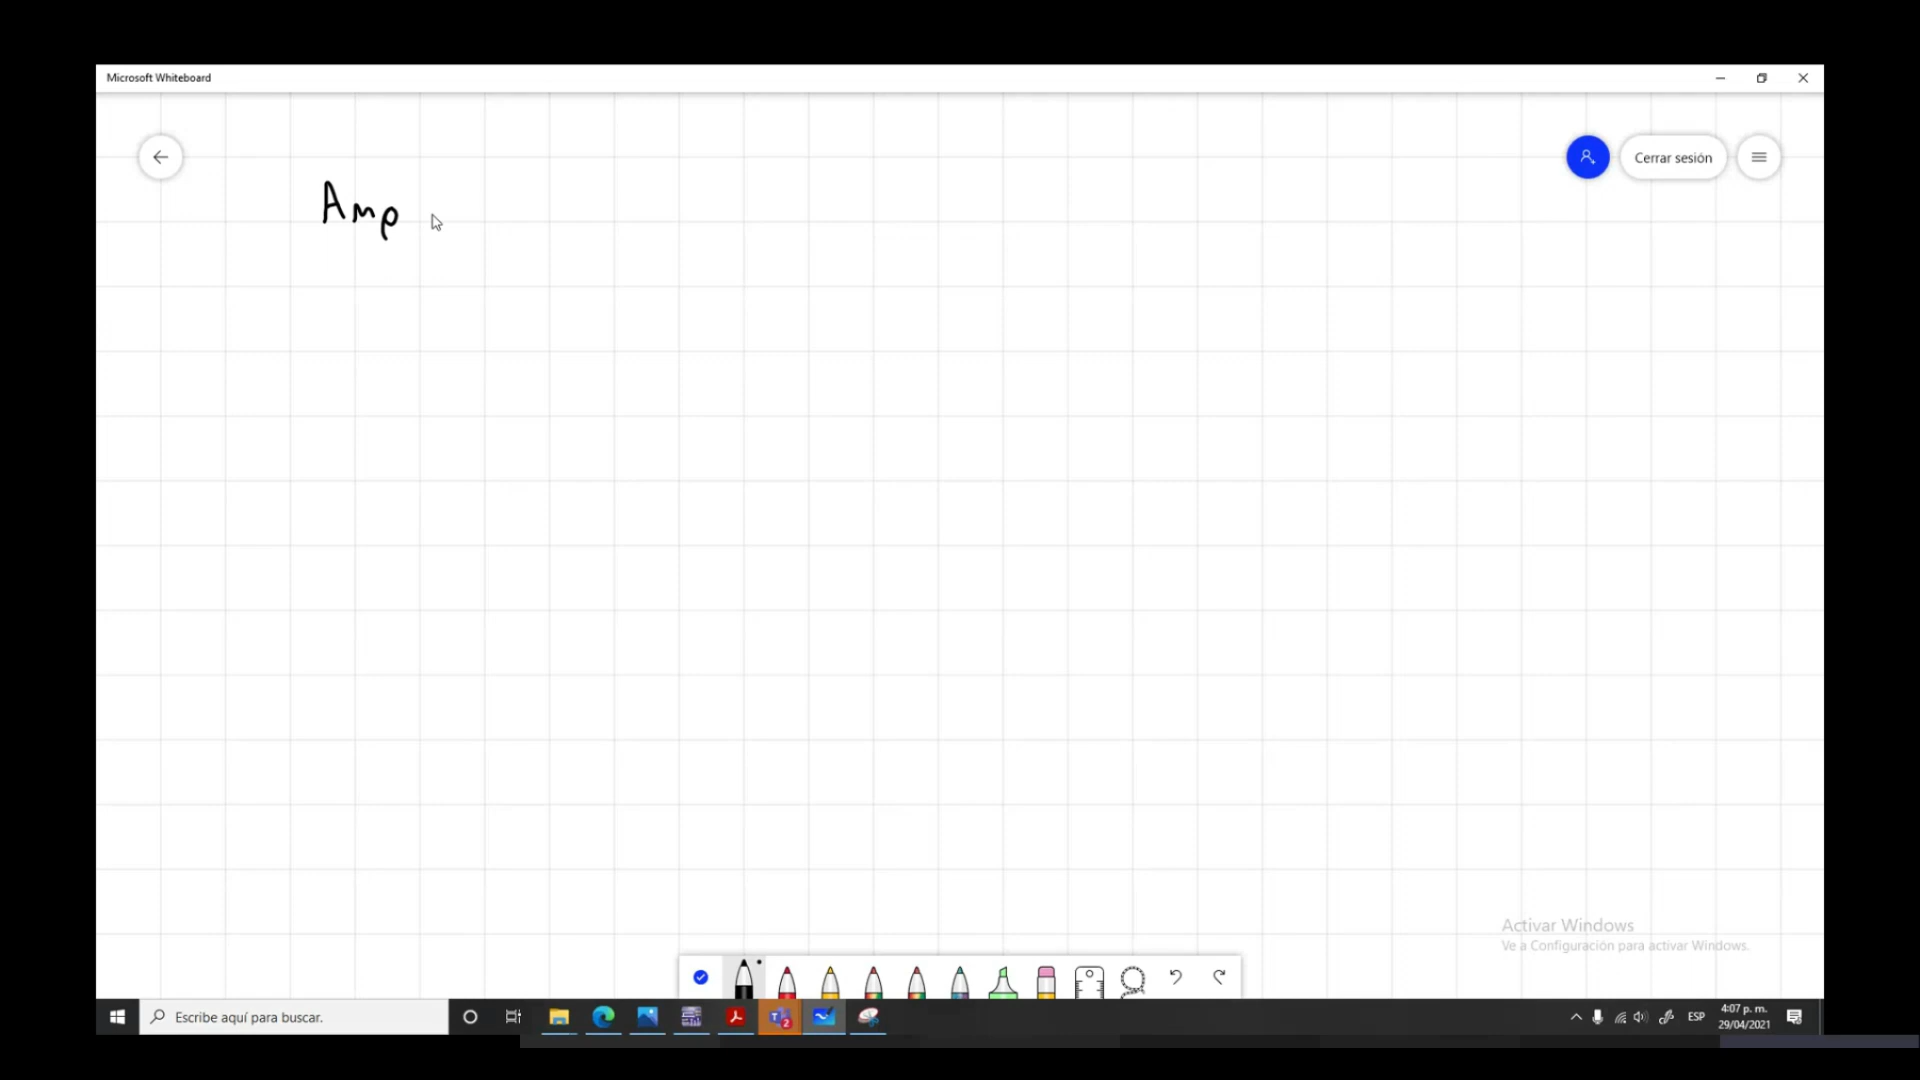 Microsoft Whiteboard
Cerrar sesión
Amp
Activar Windows
Ve a Configuración para activar Windows.
Escribe aquí para buscar.
2
ESP
4:07 p. m.
29/04/2021